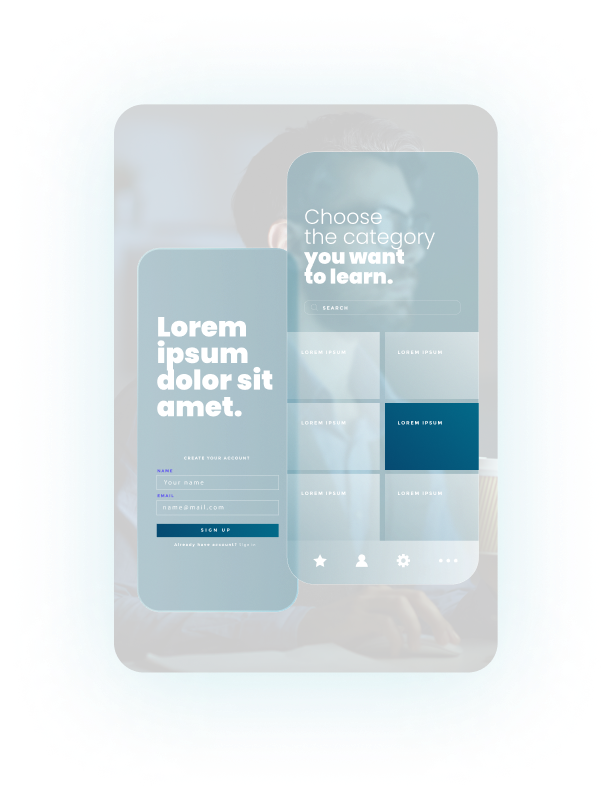 Choose
the category
you want
to learn.
SEARCH
LOREM IPSUM
LOREM IPSUM
LOREM IPSUM
LOREM IPSUM
LOREM IPSUM
LOREM IPSUM
Lorem
ipsum
dolor sit
amet.
CREATE YOUR ACCOUNT
NAME
Your name
EMAIL
name@mail.com
SIGN UP
Already have account? Sign in